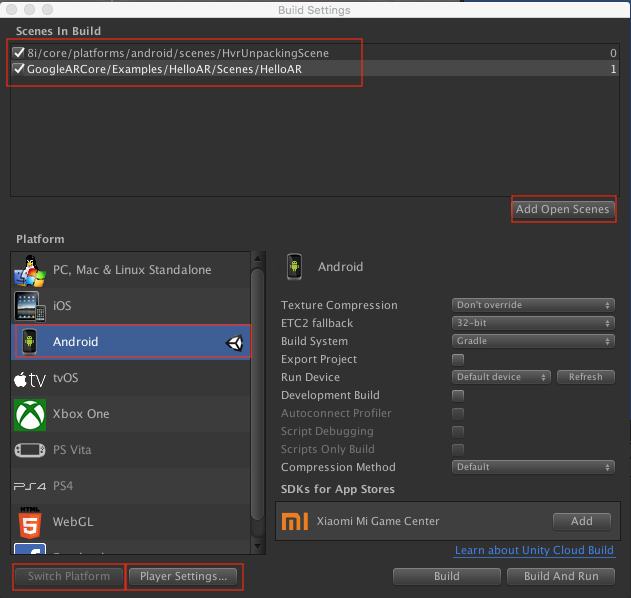 Build Settings
Scenes In Build
8i/core/platforms/android/scenes/HvrUnpackingScene 0
GoogleARCore/Examples/HelloAR/Scenes/HelloAR 1
Add Open Scenes
Platform
PC, Mac & Linux Standalone
iOS
Android
tv tvOS
Xbox One
PS Vita
PS4 PS4
HTML 5 WebGL
Android
Texture Compression Don't override
ETC2 fallback 32-bit
Build System Gradle
Export Project
Run Device Default device Refresh
Development Build
Autoconnect Profiler
Script Debugging
Scripts Only Build
Compression Method Default
SDKs for App Stores
Xiaomi Mi Game Center Add
Learn about Unity Cloud Build
Switch Platform Player Settings... Build Build And Run